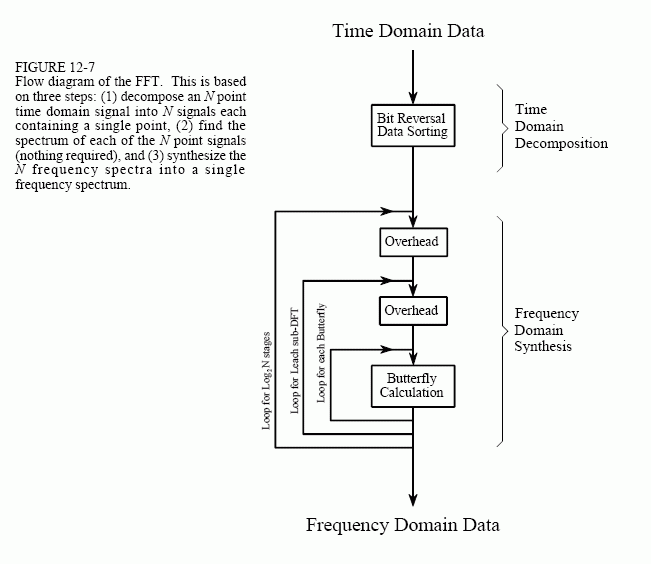 Time Domain Data
FIGURE 12-7
Flow diagram of the FFT. This is based
on three steps: (1) decompose an N point
time domain signal into N signals each
containing a single point, (2) find the
spectrum of each of the N point signals
(nothing required), and (3) synthesize the
N frequency spectra into a single
frequency spectrum.
Bit Reversal
Data Sorting
Time
Domain
Decomposition
Overhead
Overhead
Butterfly
Calculation
Loop for Log₂N stages
Loop for Leach sub-DFT
Loop for each Butterfly
Frequency
Domain
Synthesis
Frequency Domain Data